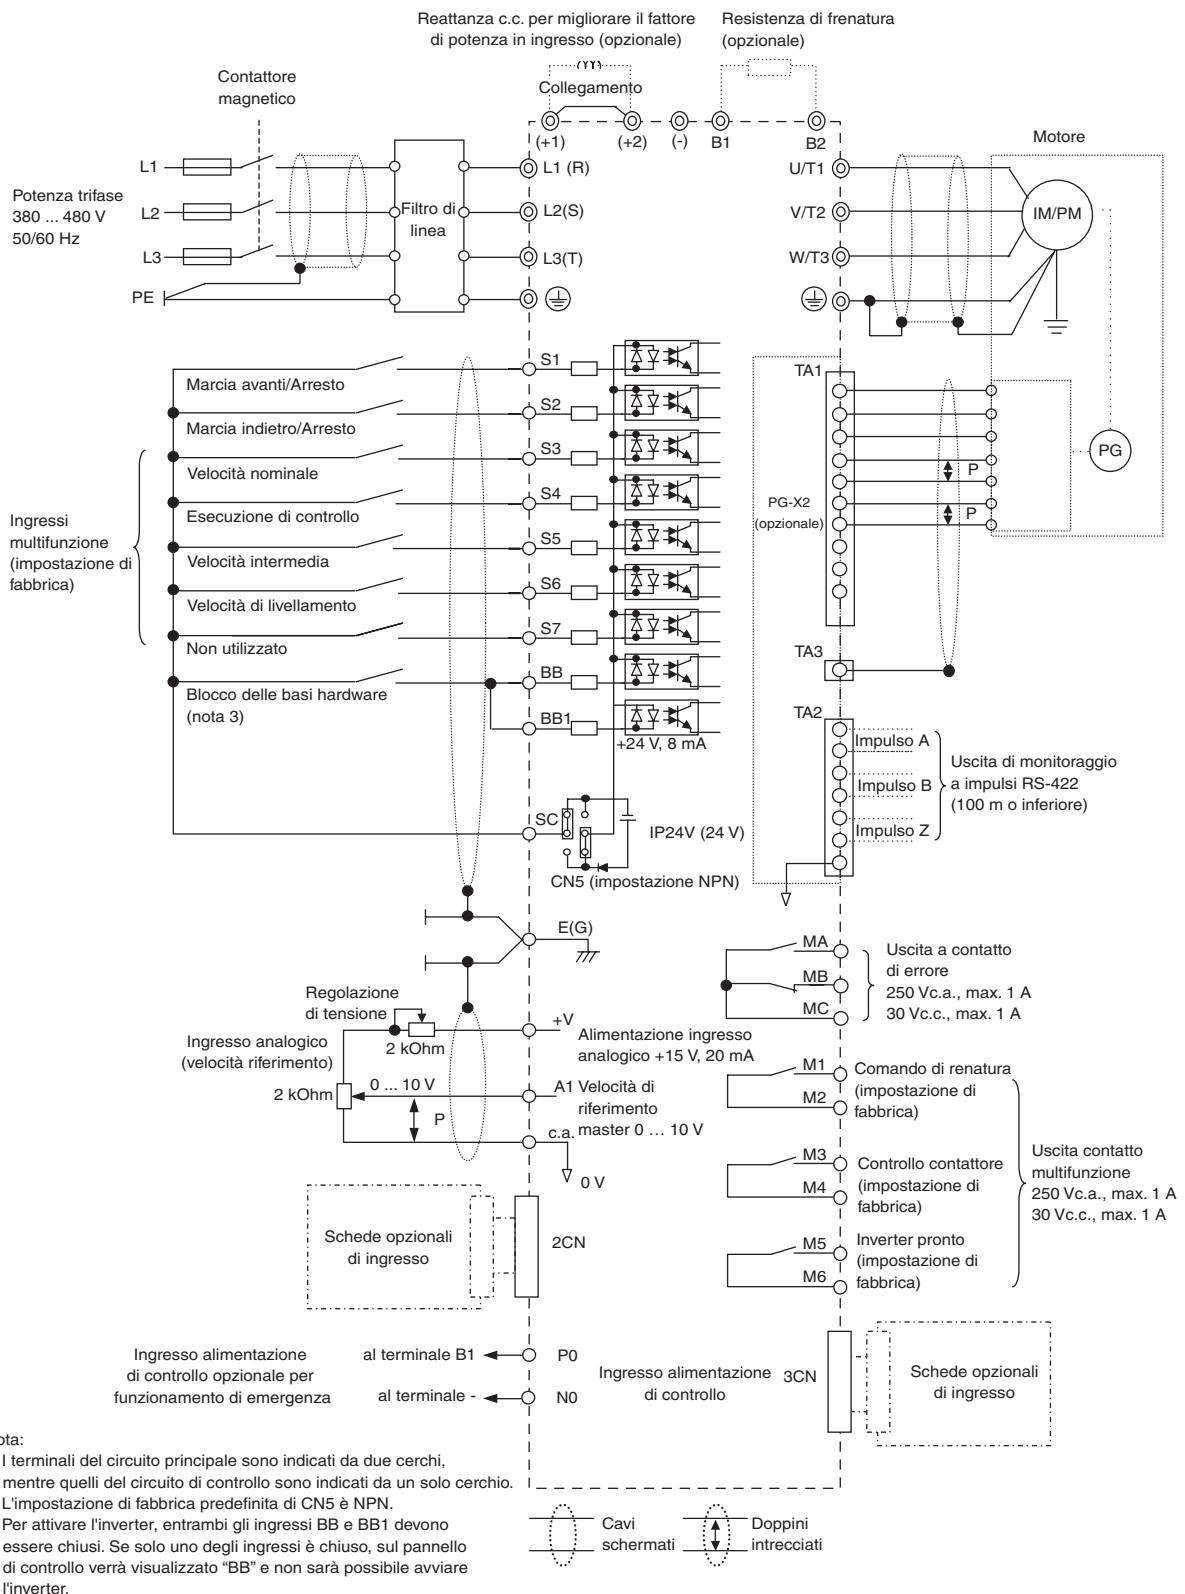 Reattanza c.c. per migliorare il fattore
di potenza in ingresso (opzionale)
Resistenza di frenatura
(opzionale)
Contattore
magnetico
Collegamento
(+1)
(+2)
(-)
B1
B2
Motore
L1
L1 (R)
U/T1
Potenza trifase
380 ... 480 V
50/60 Hz
L2
Filtro di
linea
L2(S)
V/T2
IM/PM
L3
L3(T)
W/T3
PE
S1
TA1
Marcia avanti/Arresto
S2
Marcia indietro/Arresto
S3
PG
Velocità nominale
P
S4
PG-X2
(opzionale)
P
Esecuzione di controllo
Ingressi
multifunzione
(impostazione di
fabbrica)
S5
Velocità intermedia
S6
Velocità di livellamento
S7
Non utilizzato
TA3
BB
Blocco delle basi hardware
(nota 3)
BB1
+24 V, 8 mA
TA2
Impulso A
Impulso B
Impulso Z
Uscita di monitoraggio
a impulsi RS-422
(100 m o inferiore)
SC
IP24V (24 V)
CN5 (impostazione NPN)
E(G)
MA
MB
MC
Uscita a contatto
di errore
250 Vc.a., max. 1 A
30 Vc.c., max. 1 A
Regolazione
di tensione
Ingresso analogico
(velocità riferimento)
2 kOhm
+V
Alimentazione ingresso
analogico +15 V, 20 mA
2 kOhm
0 ... 10 V
P
A1 Velocità di
riferimento
master 0 … 10 V
c.a.
0 V
M1
M2
Comando di renatura
(impostazione di
fabbrica)
M3
M4
Controllo contattore
(impostazione di
fabbrica)
M5
M6
Inverter pronto
(impostazione di
fabbrica)
Uscita contatto
multifunzione
250 Vc.a., max. 1 A
30 Vc.c., max. 1 A
Schede opzionali
di ingresso
2CN
Ingresso alimentazione
di controllo opzionale per
funzionamento di emergenza
al terminale B1
P0
al terminale -
N0
Ingresso alimentazione
di controllo
3CN
Schede opzionali
di ingresso
ota:
I terminali del circuito principale sono indicati da due cerchi,
mentre quelli del circuito di controllo sono indicati da un solo cerchio.
L'impostazione di fabbrica predefinita di CN5 è NPN.
Per attivare l'inverter, entrambi gli ingressi BB e BB1 devono
essere chiusi. Se solo uno degli ingressi è chiuso, sul pannello
di controllo verrà visualizzato “BB” e non sarà possibile avviare
l'inverter.
Cavi
schermati
Doppini
intrecciati